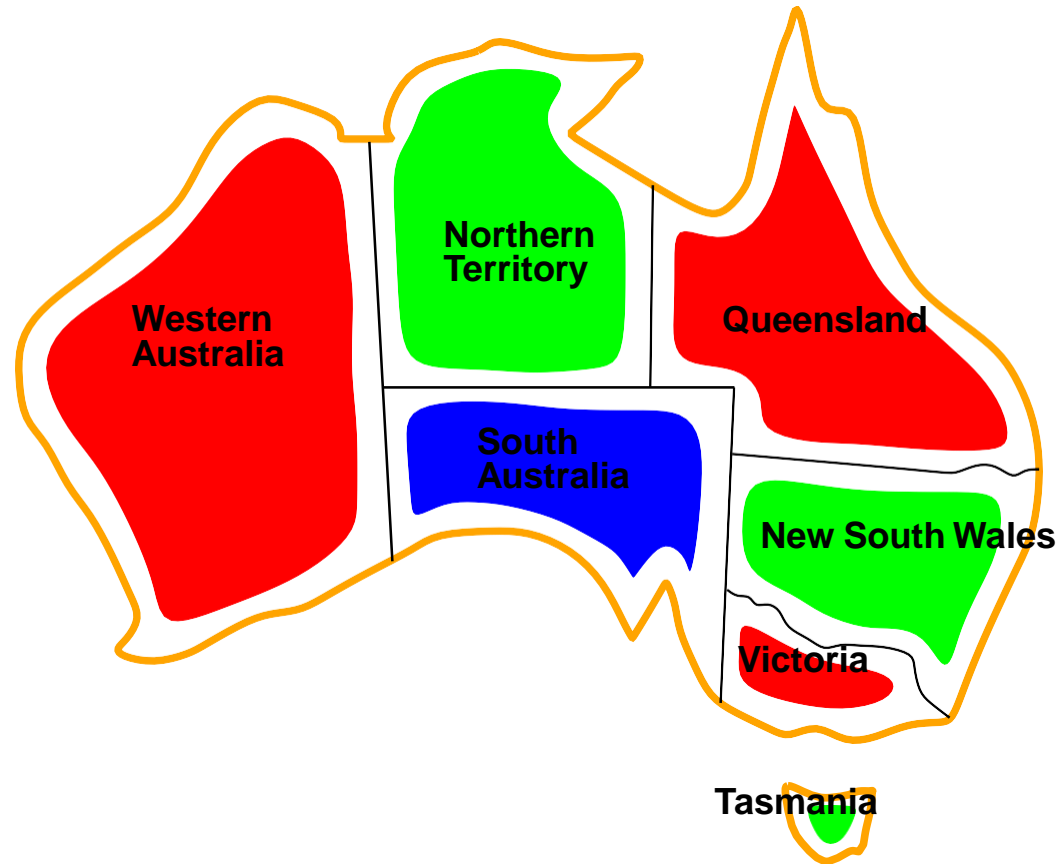 Northern
Territory
Western
Australia
Queensland
South
Australia
New South Wales
Victoria
Tasmania